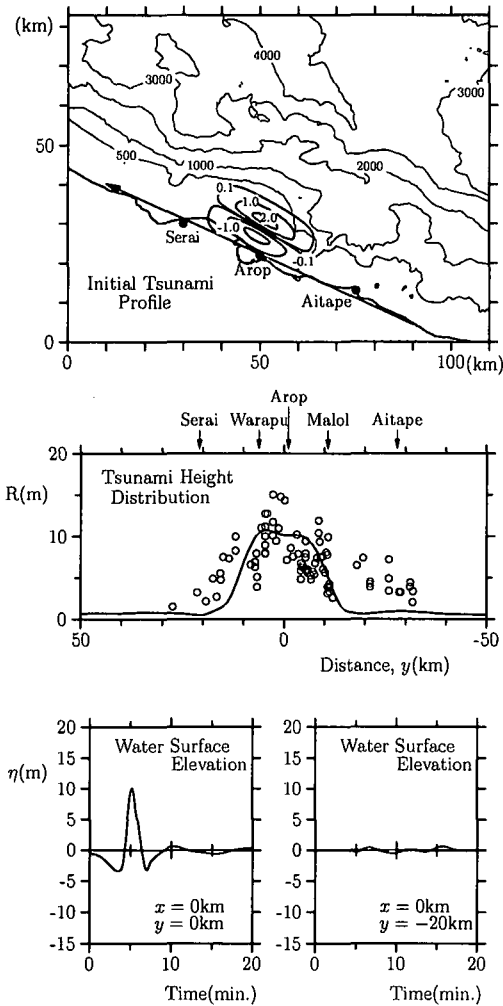 (km)
3000
4000
3000
50
500
1000
2000
0.1
1.0
2.0
-1.0
-0.1
Serai
Arop
Aitape
Initial Tsunami
Profile
0
0
50
100
(km)
Arop
Serai
Warapu
Malol
Aitape
20
R(m)
Tsunami Height
Distribution
10
0
50
0
-50
Distance, y(km)
20
Water Surface
Elevation
15
η(m)
10
5
0
-5
-10
-15
x = 0km
y = 0km
0
10
20
Time(min.)
20
Water Surface
Elevation
15
10
5
0
-5
-10
-15
x = 0km
y = −20km
0
10
20
Time(min.)